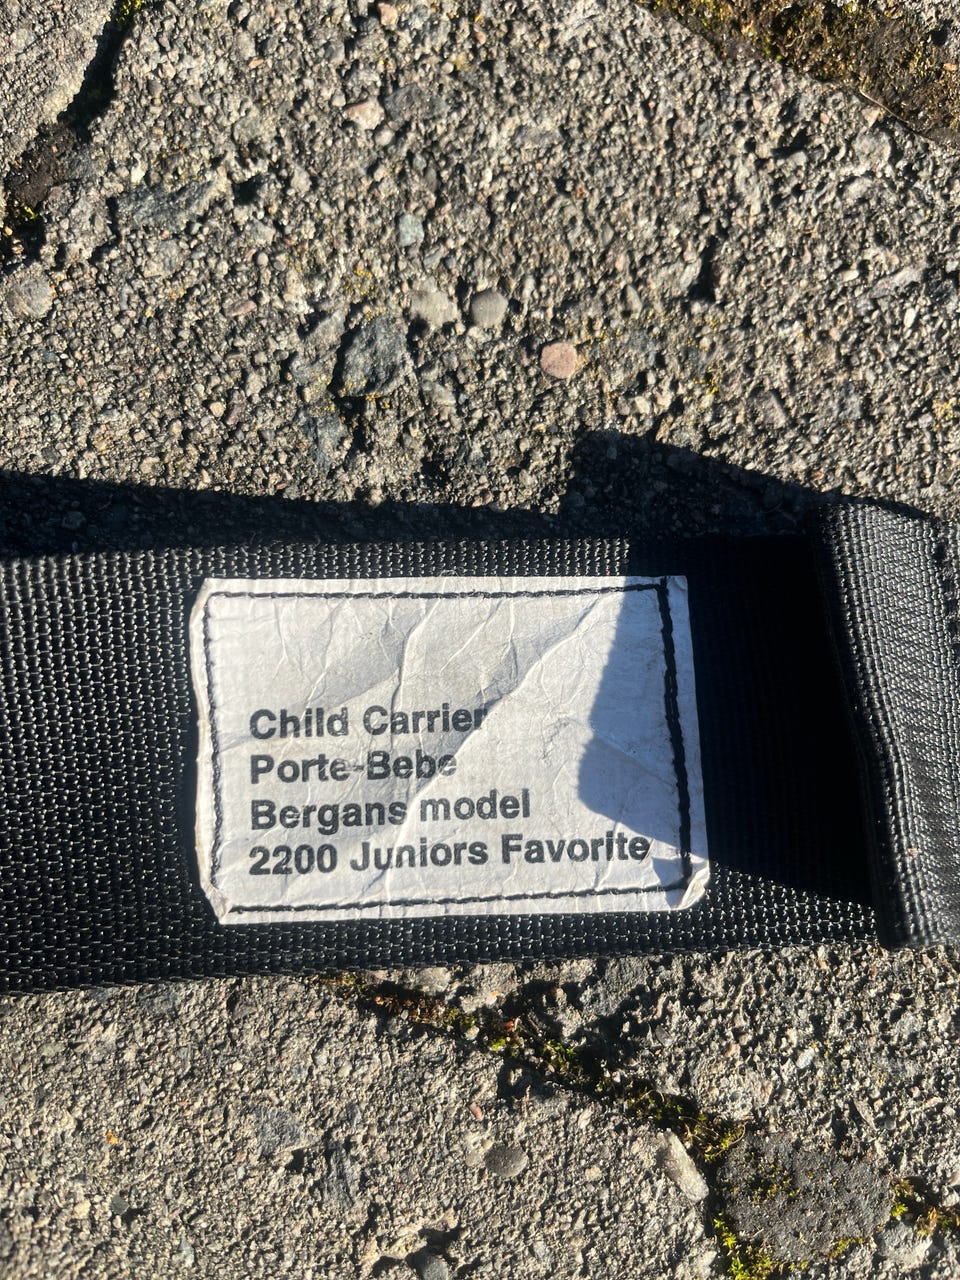 Child Carrier
Porte-Bebe
Bergans model
2200 Juniors Favorite